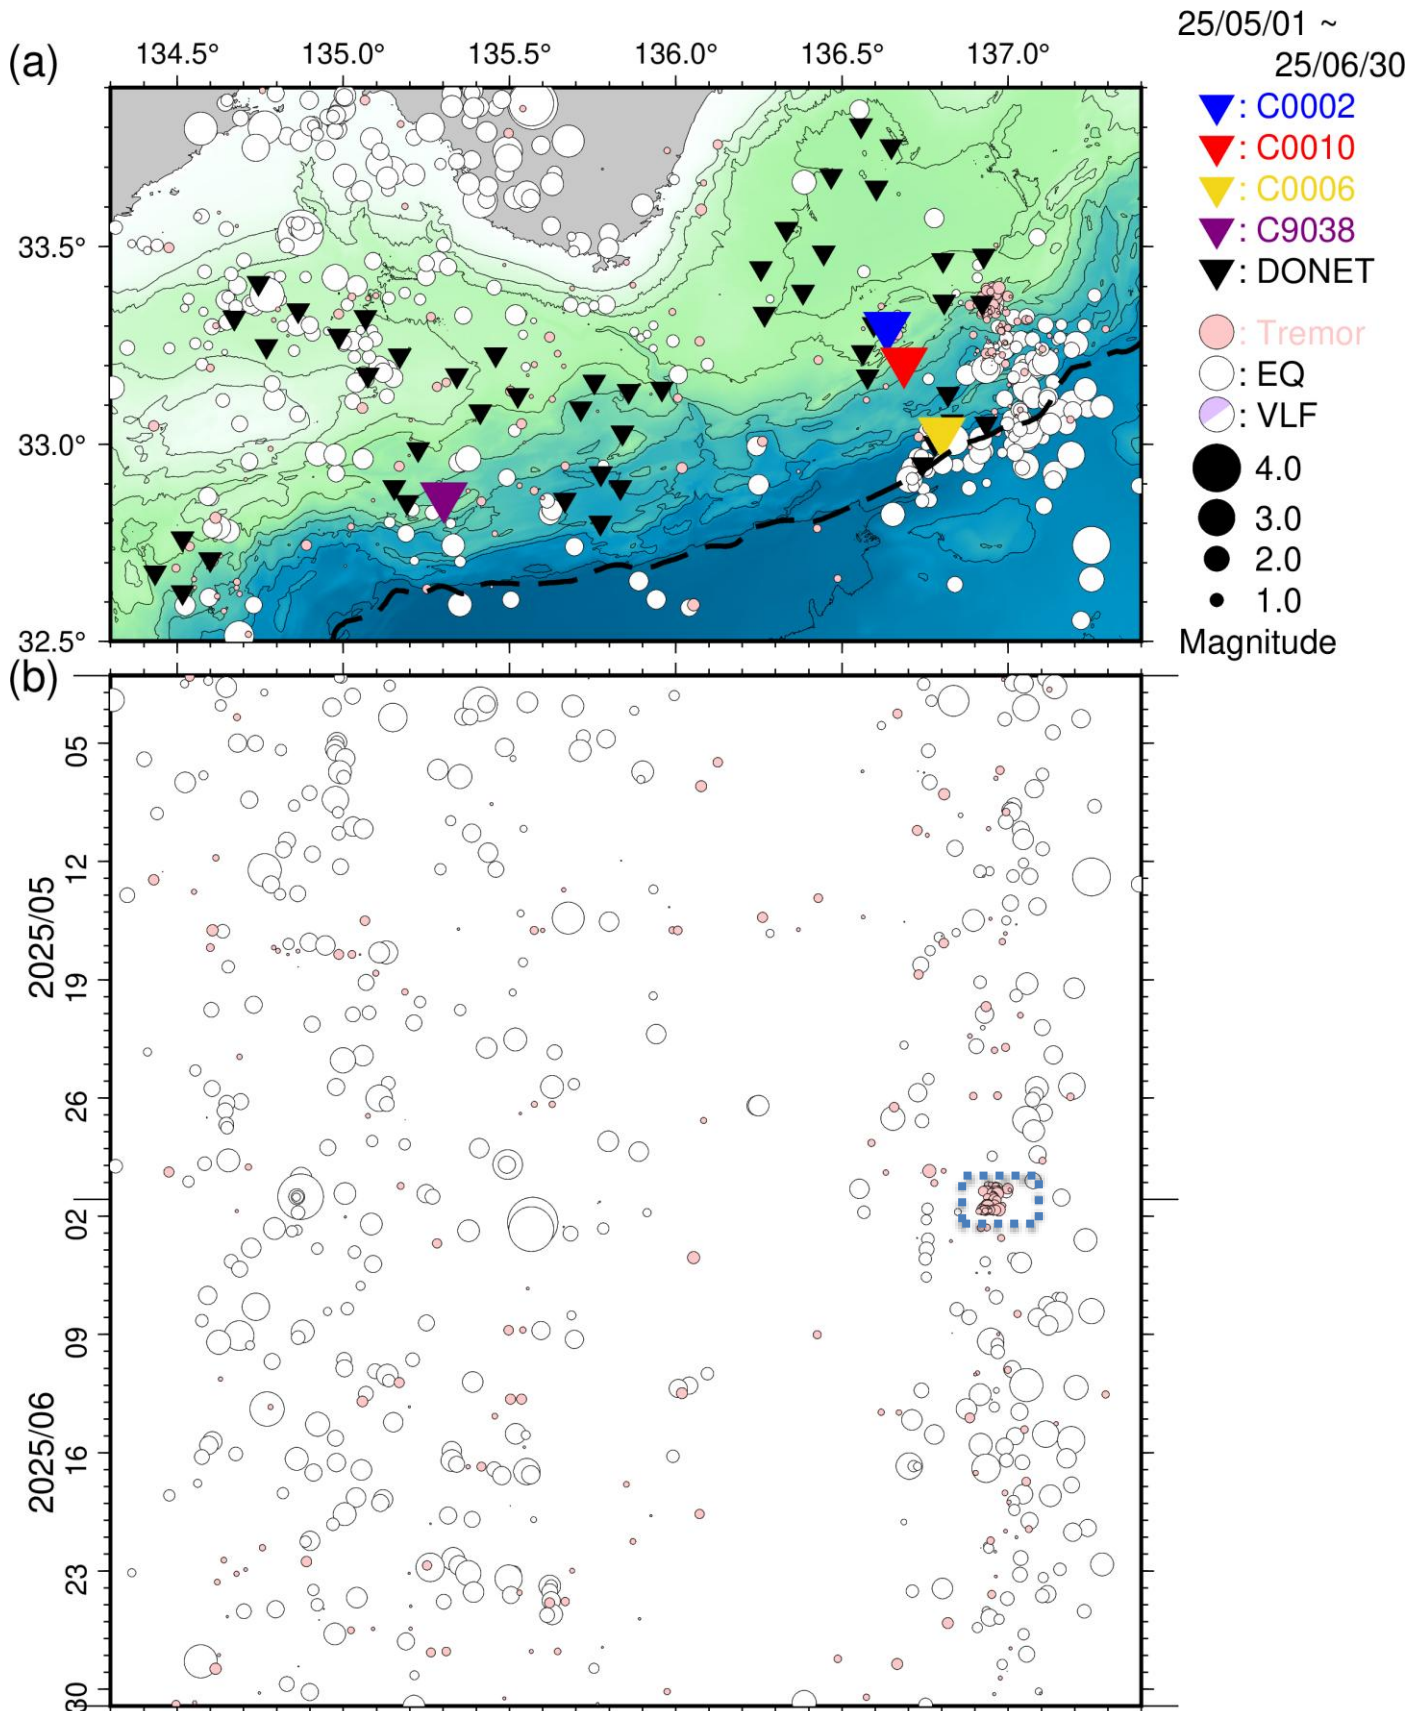 25/05/01 ~
25/06/30
(a)
134.5° 135.0° 135.5° 136.0° 136.5° 137.0°
: C0002
: C0010
: C0006
: C9038
: DONET
: Tremor
: EQ
: VLF
4.0
3.0
2.0
1.0
Magnitude
33.5°
33.0°
32.5°
(b)
05
12
19
26
02
09
16
23
30
2025/05
2025/06